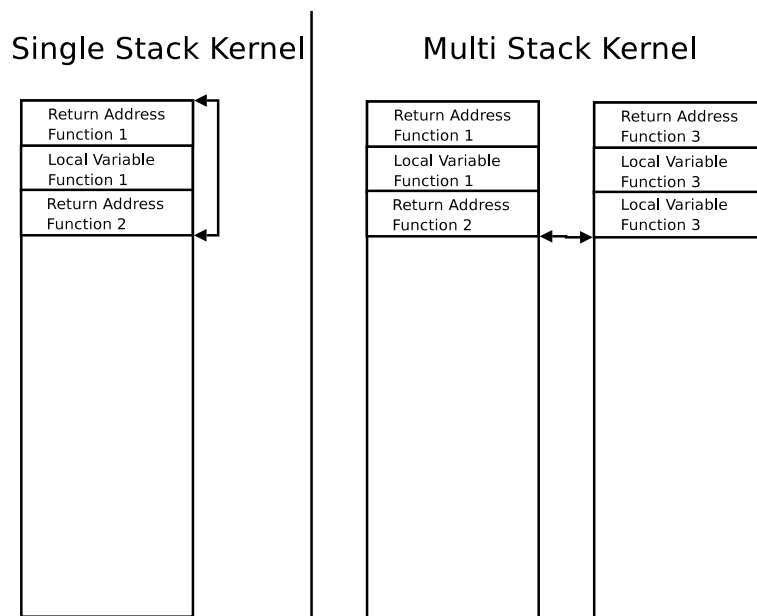 Single Stack Kernel
Multi Stack Kernel
Return Address
Function 1
Local Variable
Function 1
Return Address
Function 2
Return Address
Function 1
Local Variable
Function 1
Return Address
Function 2
Return Address
Function 3
Local Variable
Function 3
Local Variable
Function 3